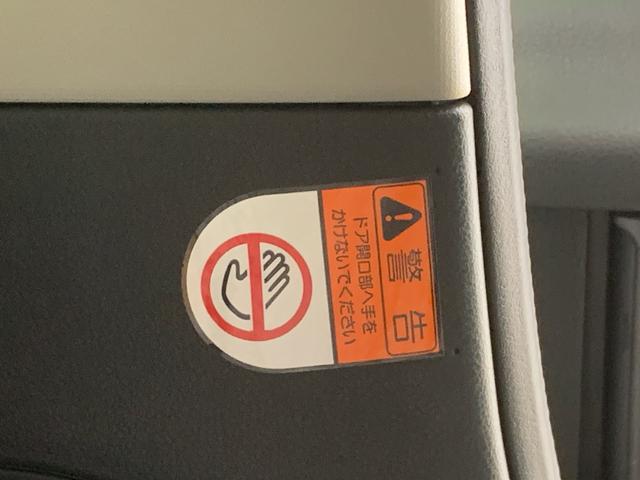 警告
ドア開口部へ手を
かけないでください